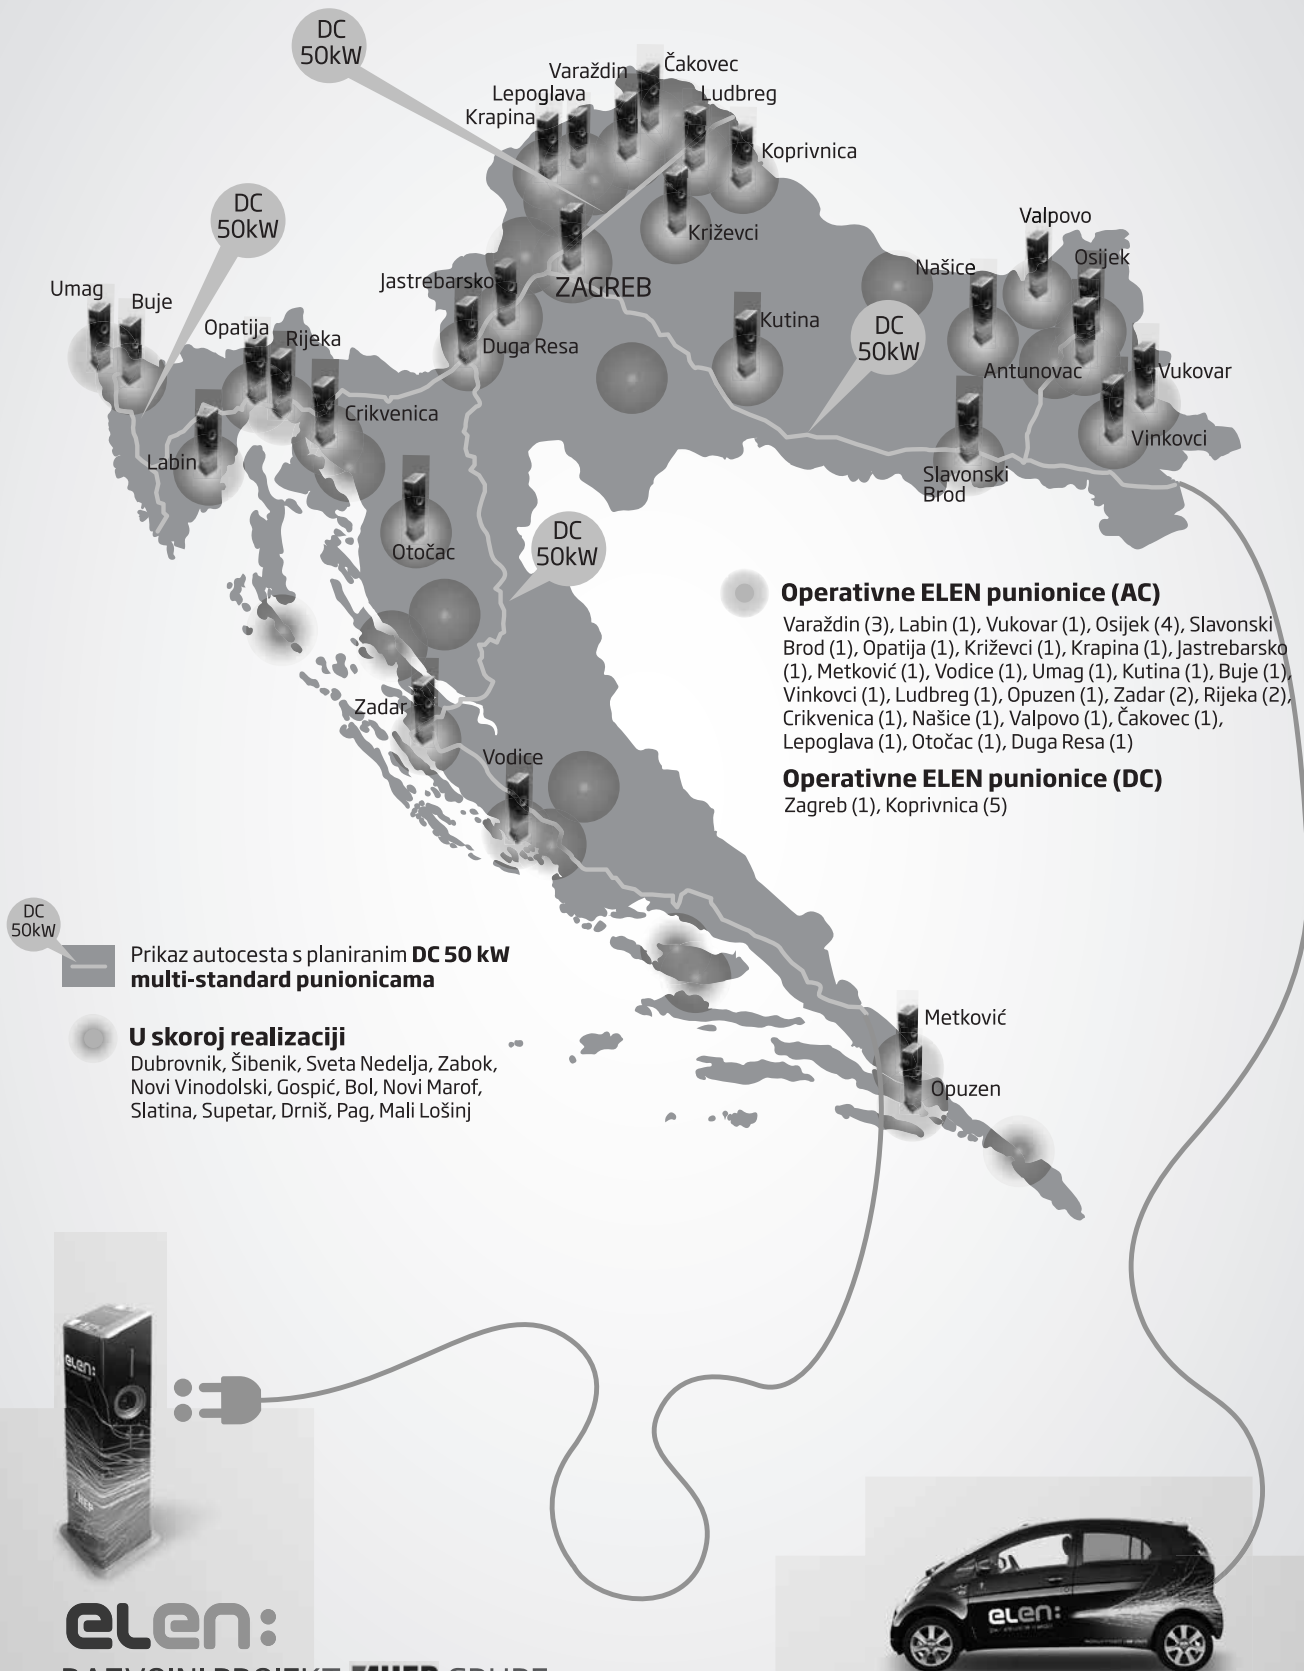 DC
50kW
Varaždin
Čakovec
Lepoglava
Ludbreg
Krapina
Koprivnica
DC
50kW
Križevci
Valpovo
Osijek
Našice
Jastrebarsko
ZAGREB
Umag
Buje
Opatija
Rijeka
Duga Resa
Kutina
DC
50kW
Antunovac
Vukovar
Crikvenica
Vinkovci
Labin
Slavonski
Brod
Otočac
DC
50kW
Operativne ELEN punionice (AC)
Varaždin (3), Labin (1), Vukovar (1), Osijek (4), Slavonski
Brod (1), Opatija (1), Križevci (1), Krapina (1), Jastrebarsko
(1), Metković (1), Vodice (1), Umag (1), Kutina (1), Buje (1),
Vinkovci (1), Ludbreg (1), Opuzen (1), Zadar (2), Rijeka (2),
Crikvenica (1), Našice (1), Valpovo (1), Čakovec (1),
Lepoglava (1), Otočac (1), Duga Resa (1)
Operativne ELEN punionice (DC)
Zagreb (1), Koprivnica (5)
Zadar
Vodice
DC
50kW
Prikaz autocesta s planiranim DC 50 kW
multi-standard punionicama
U skoroj realizaciji
Dubrovnik, Šibenik, Sveta Nedelja, Zabok,
Novi Vinodolski, Gospić, Bol, Novi Marof,
Slatina, Supetar, Drniš, Pag, Mali Lošinj
Metković
Opuzen
elen:
HEP
elen:
elen:
RAZVOJNI PROJEKT HEP GRUPE